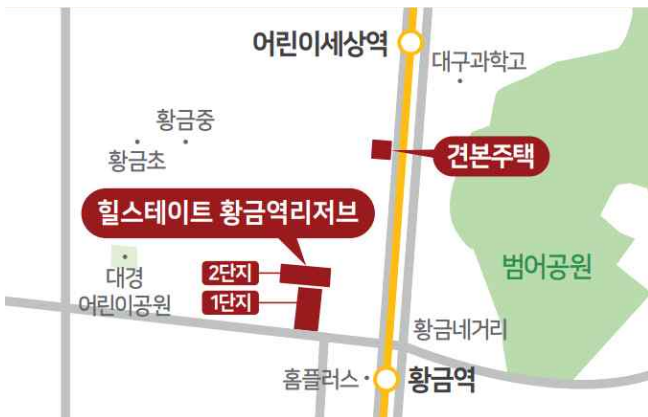 어린이세상역
대구과학고
황금중
황금초
견본주택
힐스테이트 황금역리저브
2단지
1단지
대경
어린이공원
범어공원
황금네거리
홈플러스
황금역